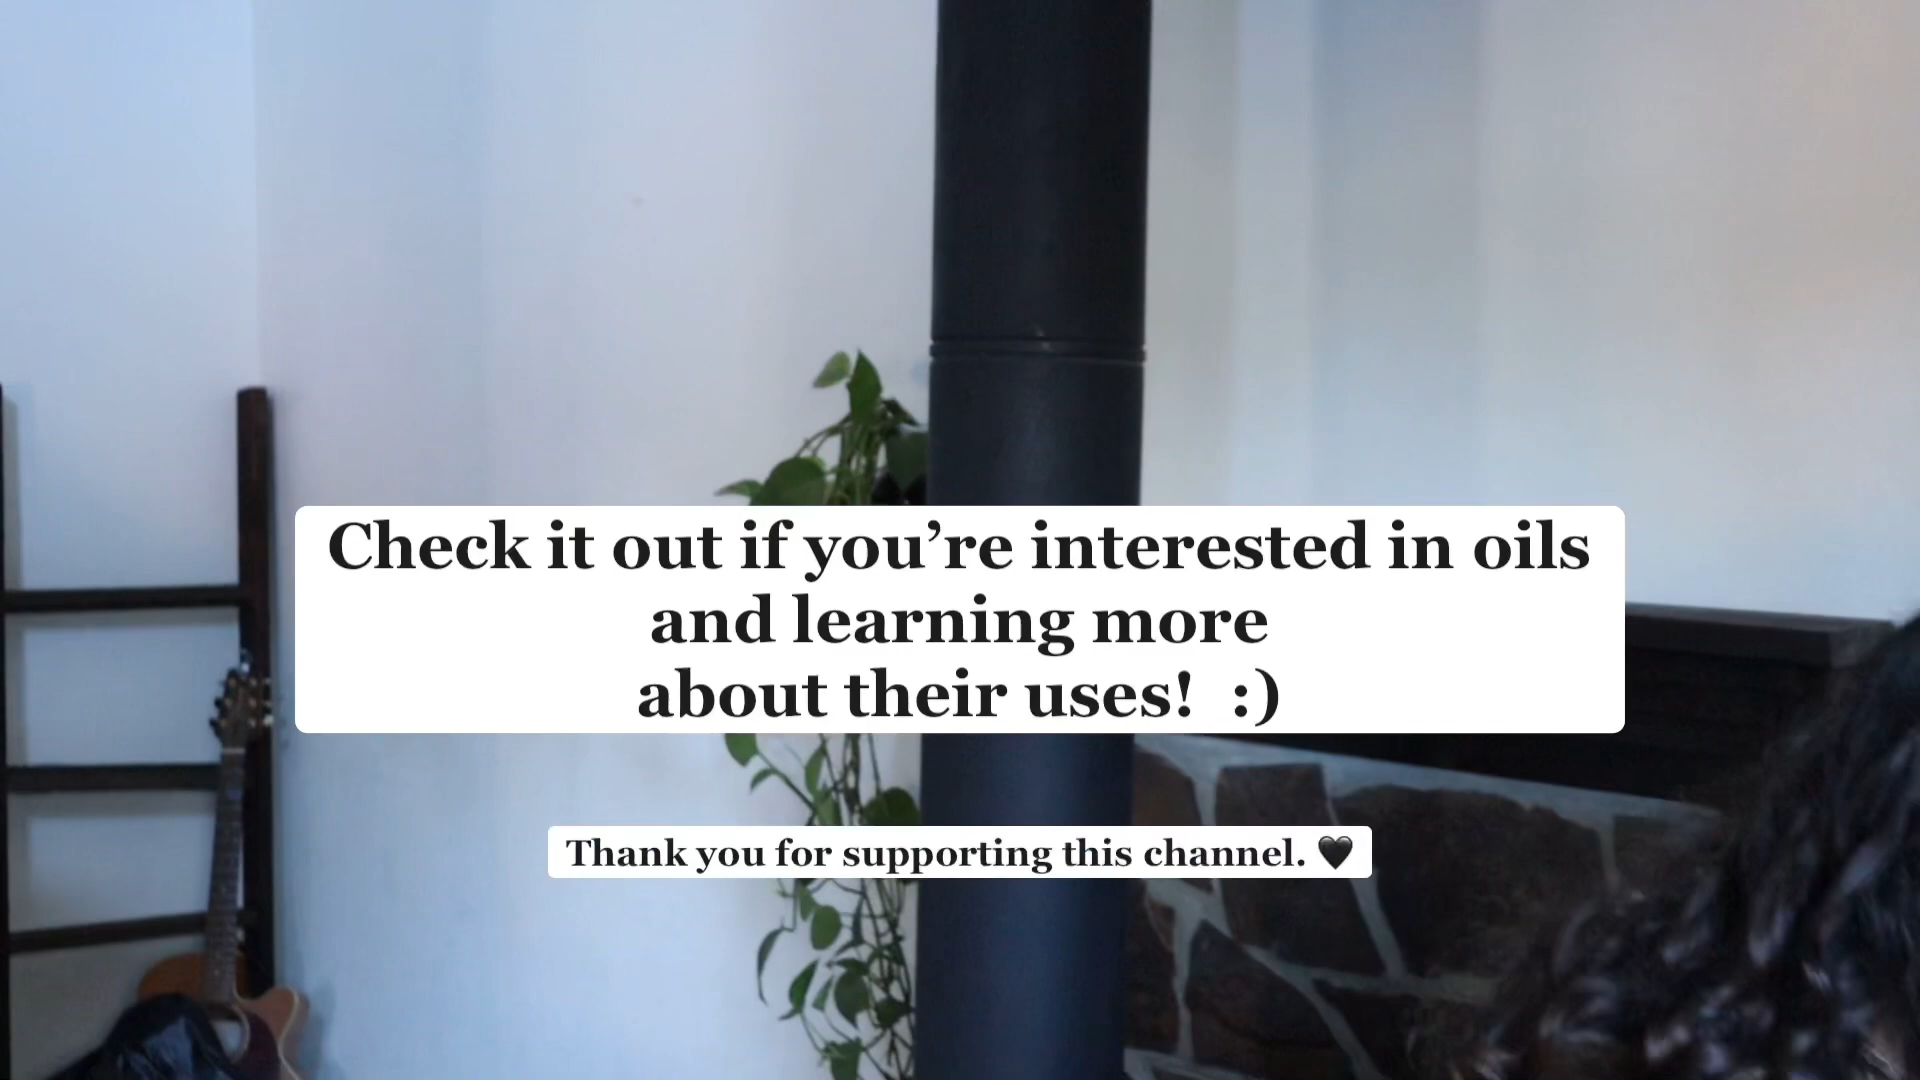 Check it out if you’re interested in oils
and learning more
about their uses!  :)
Thank you for supporting this channel. 🖤